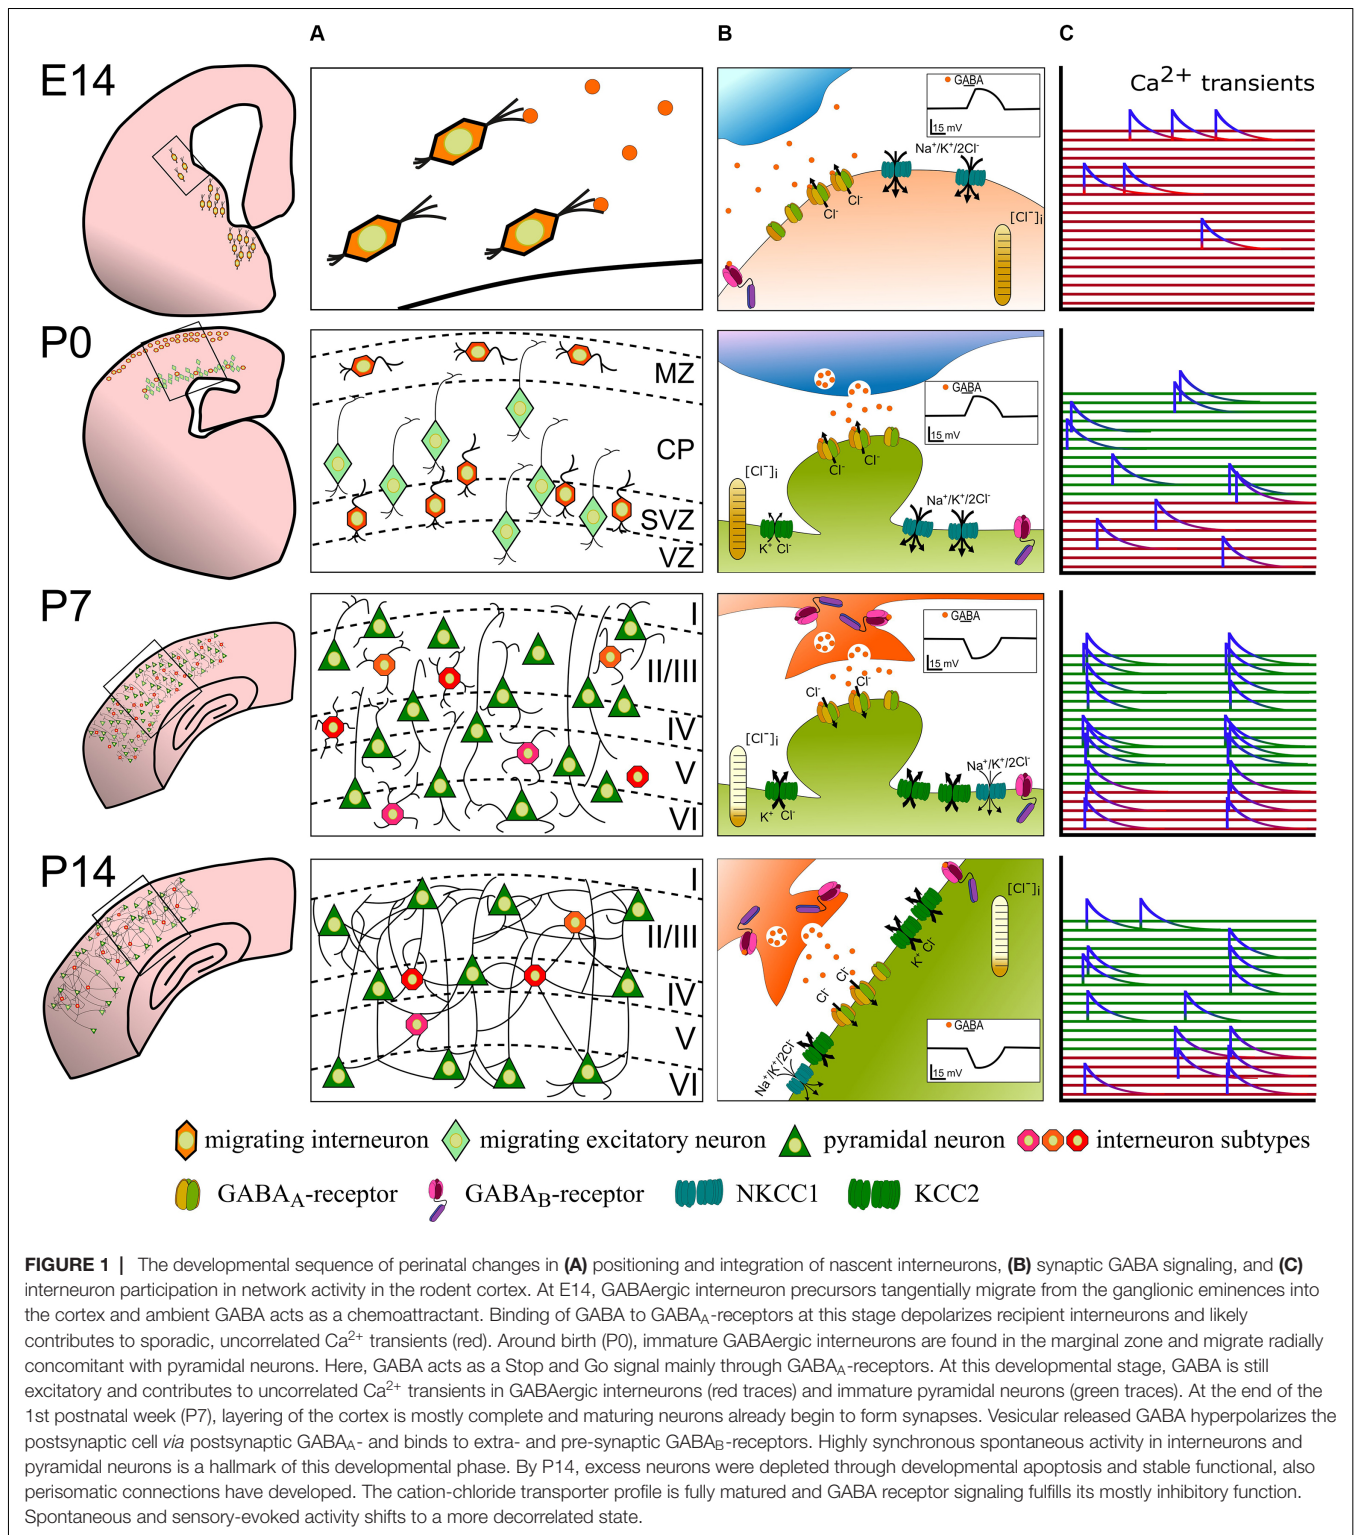 A
B
C
E14
GABA
15 mV
Na⁺/K⁺/2Cl⁻
Cl⁻
Cl⁻
[Cl⁻]i
Ca²⁺ transients
P0
MZ
CP
SVZ
VZ
GABA
15 mV
Cl⁻
Cl⁻
[Cl⁻]i
Na⁺/K⁺/2Cl⁻
K⁺ Cl⁻
P7
I
II/III
IV
V
VI
GABA
15 mV
Cl⁻
Cl⁻
[Cl⁻]i
Na⁺/K⁺/2Cl⁻
K⁺ Cl⁻
P14
I
II/III
IV
V
VI
[Cl⁻]i
K⁺ Cl⁻
Cl⁻
Cl⁻
Na⁺/K⁺/2Cl⁻
GABA
15 mV
migrating interneuron migrating excitatory neuron pyramidal neuron interneuron subtypes
GABAA-receptor GABAB-receptor NKCC1 KCC2
FIGURE 1 | The developmental sequence of perinatal changes in (A) positioning and integration of nascent interneurons, (B) synaptic GABA signaling, and (C)
interneuron participation in network activity in the rodent cortex. At E14, GABAergic interneuron precursors tangentially migrate from the ganglionic eminences into
the cortex and ambient GABA acts as a chemoattractant. Binding of GABA to GABAA-receptors at this stage depolarizes recipient interneurons and likely
contributes to sporadic, uncorrelated Ca²⁺ transients (red). Around birth (P0), immature GABAergic interneurons are found in the marginal zone and migrate radially
concomitant with pyramidal neurons. Here, GABA acts as a Stop and Go signal mainly through GABAA-receptors. At this developmental stage, GABA is still
excitatory and contributes to uncorrelated Ca²⁺ transients in GABAergic interneurons (red traces) and immature pyramidal neurons (green traces). At the end of the
1st postnatal week (P7), layering of the cortex is mostly complete and maturing neurons already begin to form synapses. Vesicular released GABA hyperpolarizes the
postsynaptic cell via postsynaptic GABAA- and binds to extra- and pre-synaptic GABAB-receptors. Highly synchronous spontaneous activity in interneurons and
pyramidal neurons is a hallmark of this developmental phase. By P14, excess neurons were depleted through developmental apoptosis and stable functional, also
perisomatic connections have developed. The cation-chloride transporter profile is fully matured and GABA receptor signaling fulfills its mostly inhibitory function.
Spontaneous and sensory-evoked activity shifts to a more decorrelated state.